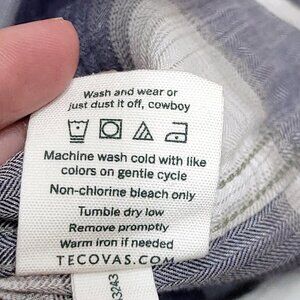 Wash and wear or
just dust it off, cowboy
Machine wash cold with like
colors on gentle cycle
Non-chlorine bleach only
Tumble dry low
Remove promptly
Warm iron if needed
TECOVAS.COM